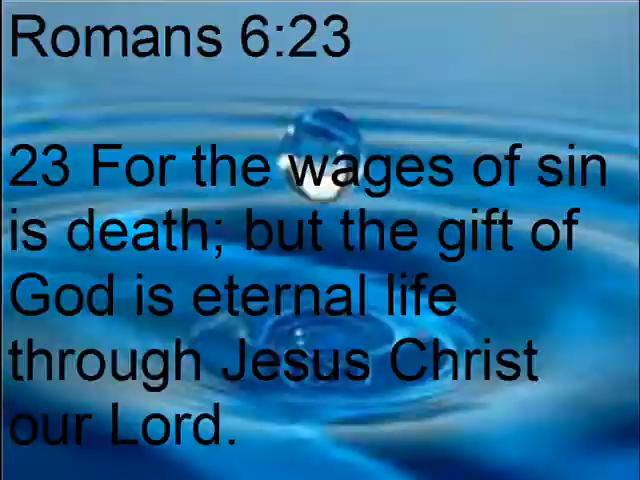 Romans 6:23
23 For the wages of sin
is death; but the gift of
God is eternal life
through Jesus Christ
our Lord.